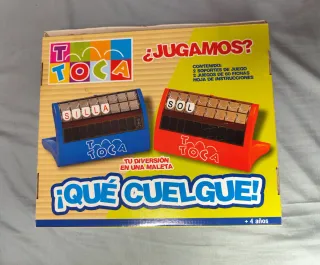 T
TOCA
¿JUGAMOS?
CONTENIDO:
2 SOPORTES DE JUEGO
2 JUEGOS DE 60 FICHAS
HOJA DE INSTRUCCIONES
SILLA
SOL
T
TOCA
T
TOCA
TU DIVERSIÓN
EN UNA MALETA
¡QUÉ CUELGUE!
+ 4 años